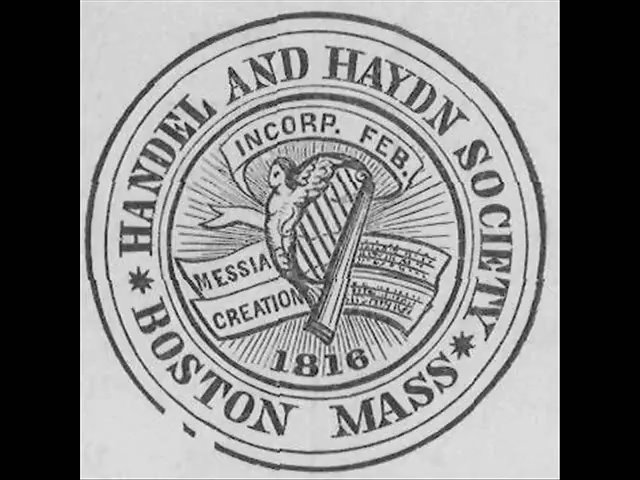 HANDEL AND HAYDN SOCIETY
INCORP. FEB.
MESSIA
CREATION
1816
BOSTON MASS